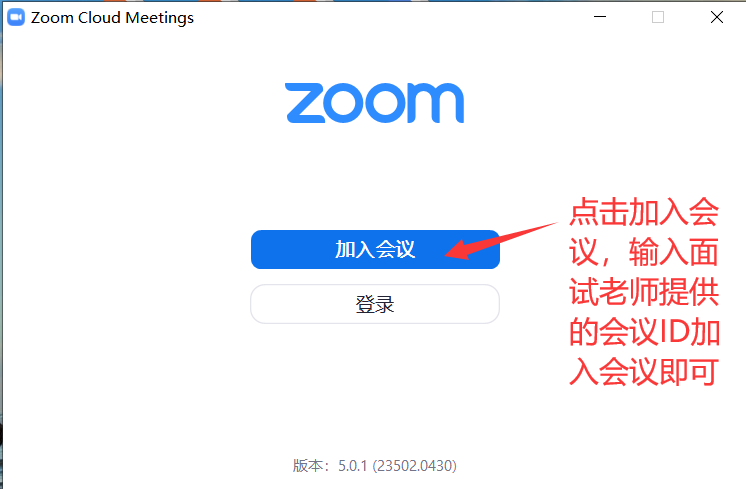 Zoom Cloud Meetings
zoom
加入会议
登录
点击加入会
议，输入面
试老师提供
的会议ID加
入会议即可
版本：5.0.1 (23502.0430)